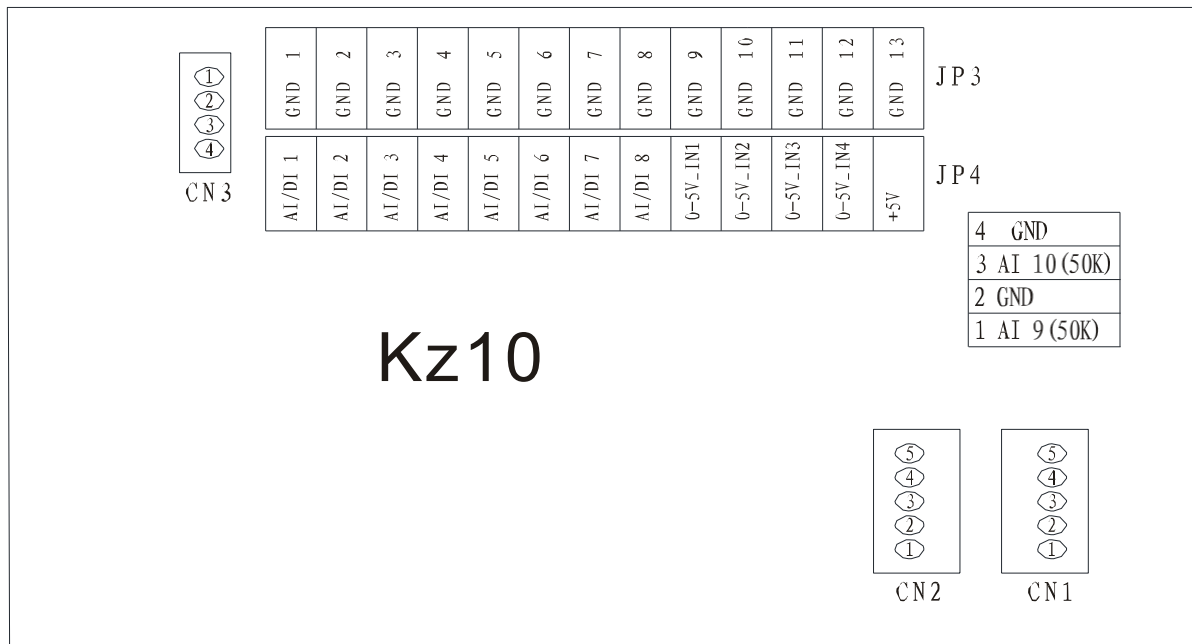 GND 1
GND 2
GND 3
GND 4
GND 5
GND 6
GND 7
GND 8
GND 9
GND 10
GND 11
GND 12
GND 13
JP3
1
2
3
4
CN3
AI/DI 1
AI/DI 2
AI/DI 3
AI/DI 4
AI/DI 5
AI/DI 6
AI/DI 7
AI/DI 8
0-5V_IN1
0-5V_IN2
0-5V_IN3
0-5V_IN4
+5V
JP4
4 GND
3 AI 10(50K)
2 GND
1 AI 9(50K)
Kz10
5
4
3
2
1
CN2
5
4
3
2
1
CN1